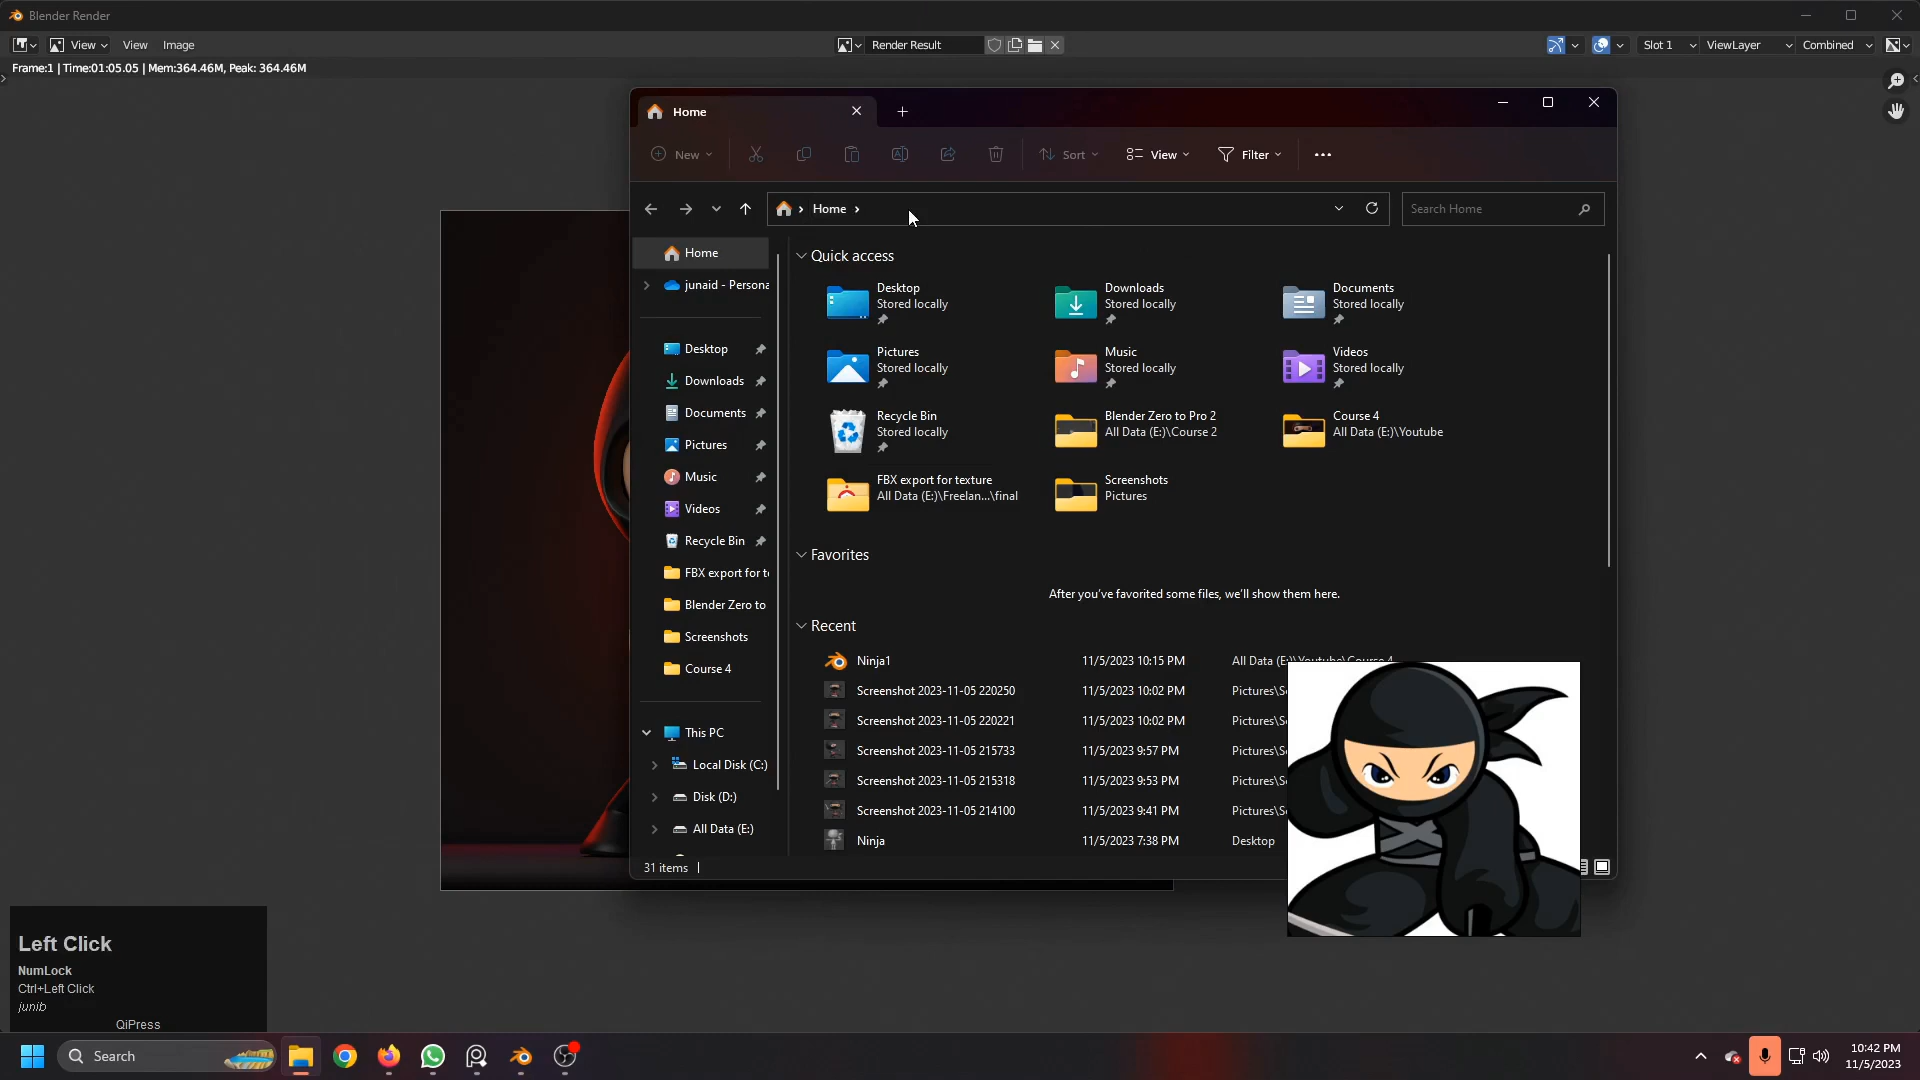 Blender Render
View View Image
Render Result
Slot 1 ViewLayer Combined
Frame:1 | Time:01:05.05 | Mem:364.46M, Peak: 364.46M
Home
New Sort View Filter
Home
Search Home
Home
junaid - Persona
Desktop
Downloads
Documents
Pictures
Music
Videos
Recycle Bin
FBX export for t
Blender Zero to
Screenshots
Course 4
This PC
Local Disk (C:)
Disk (D:)
All Data (E:)
Quick access
Desktop
Stored locally
Downloads
Stored locally
Documents
Stored locally
Pictures
Stored locally
Music
Stored locally
Videos
Stored locally
Recycle Bin
Stored locally
Blender Zero to Pro 2
All Data (E:)\Course 2
Course 4
All Data (E:)\Youtube
FBX export for texture
All Data (E:)\Freelan...\final
Screenshots
Pictures
Favorites
After you've favorited some files, we'll show them here.
Recent
Ninja1 11/5/2023 10:15 PM All Data (E:)\Youtube\Course 4
Screenshot 2023-11-05 220250 11/5/2023 10:02 PM Pictures\S
Screenshot 2023-11-05 220221 11/5/2023 10:02 PM Pictures\S
Screenshot 2023-11-05 215733 11/5/2023 9:57 PM Pictures\S
Screenshot 2023-11-05 215318 11/5/2023 9:53 PM Pictures\S
Screenshot 2023-11-05 214100 11/5/2023 9:41 PM Pictures\S
Ninja 11/5/2023 7:38 PM Desktop
31 items
Left Click
NumLock
Ctrl+Left Click
junib
QiPress
Search
10:42 PM
11/5/2023